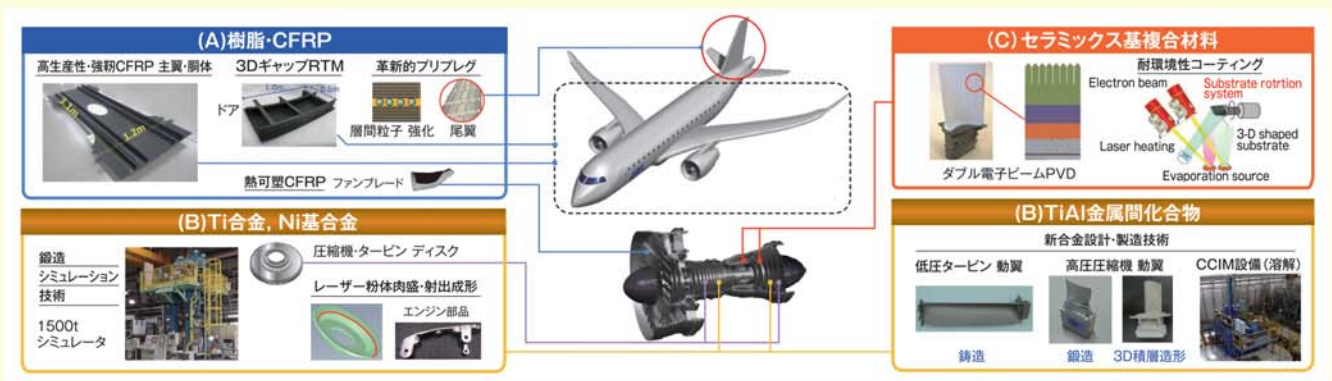 (A)樹脂・CFRP
高生産性・強靭CFRP 主翼・胴体
2.1m
1.2m
3DギャップRTM
ドア
1.0m
0.5m
革新的プリプレグ
層間粒子 強化
尾翼
熱可塑CFRP ファンブレード
(C)セラミックス基複合材料
ダブル電子ビームPVD
耐環境性コーティング
Electron beam
Substrate rotrtion
system
Laser heating
3-D shaped
substrate
Evaporation source
(B)Ti合金, Ni基合金
鍛造
シミュレーション
技術
1500t
シミュレータ
圧縮機・タービン ディスク
レーザー粉体肉盛・射出成形
エンジン部品
(B)TiAl金属間化合物
新合金設計・製造技術
低圧タービン 動翼
鋳造
高圧圧縮機 動翼
鍛造
3D積層造形
CCIM設備(溶解)